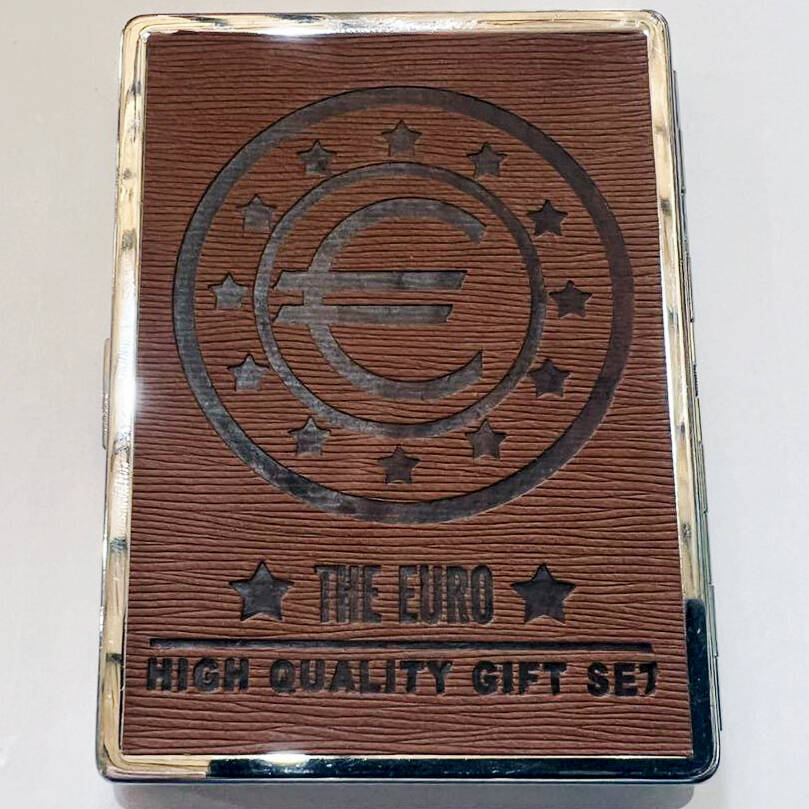 €
THE EURO
HIGH QUALITY GIFT SET